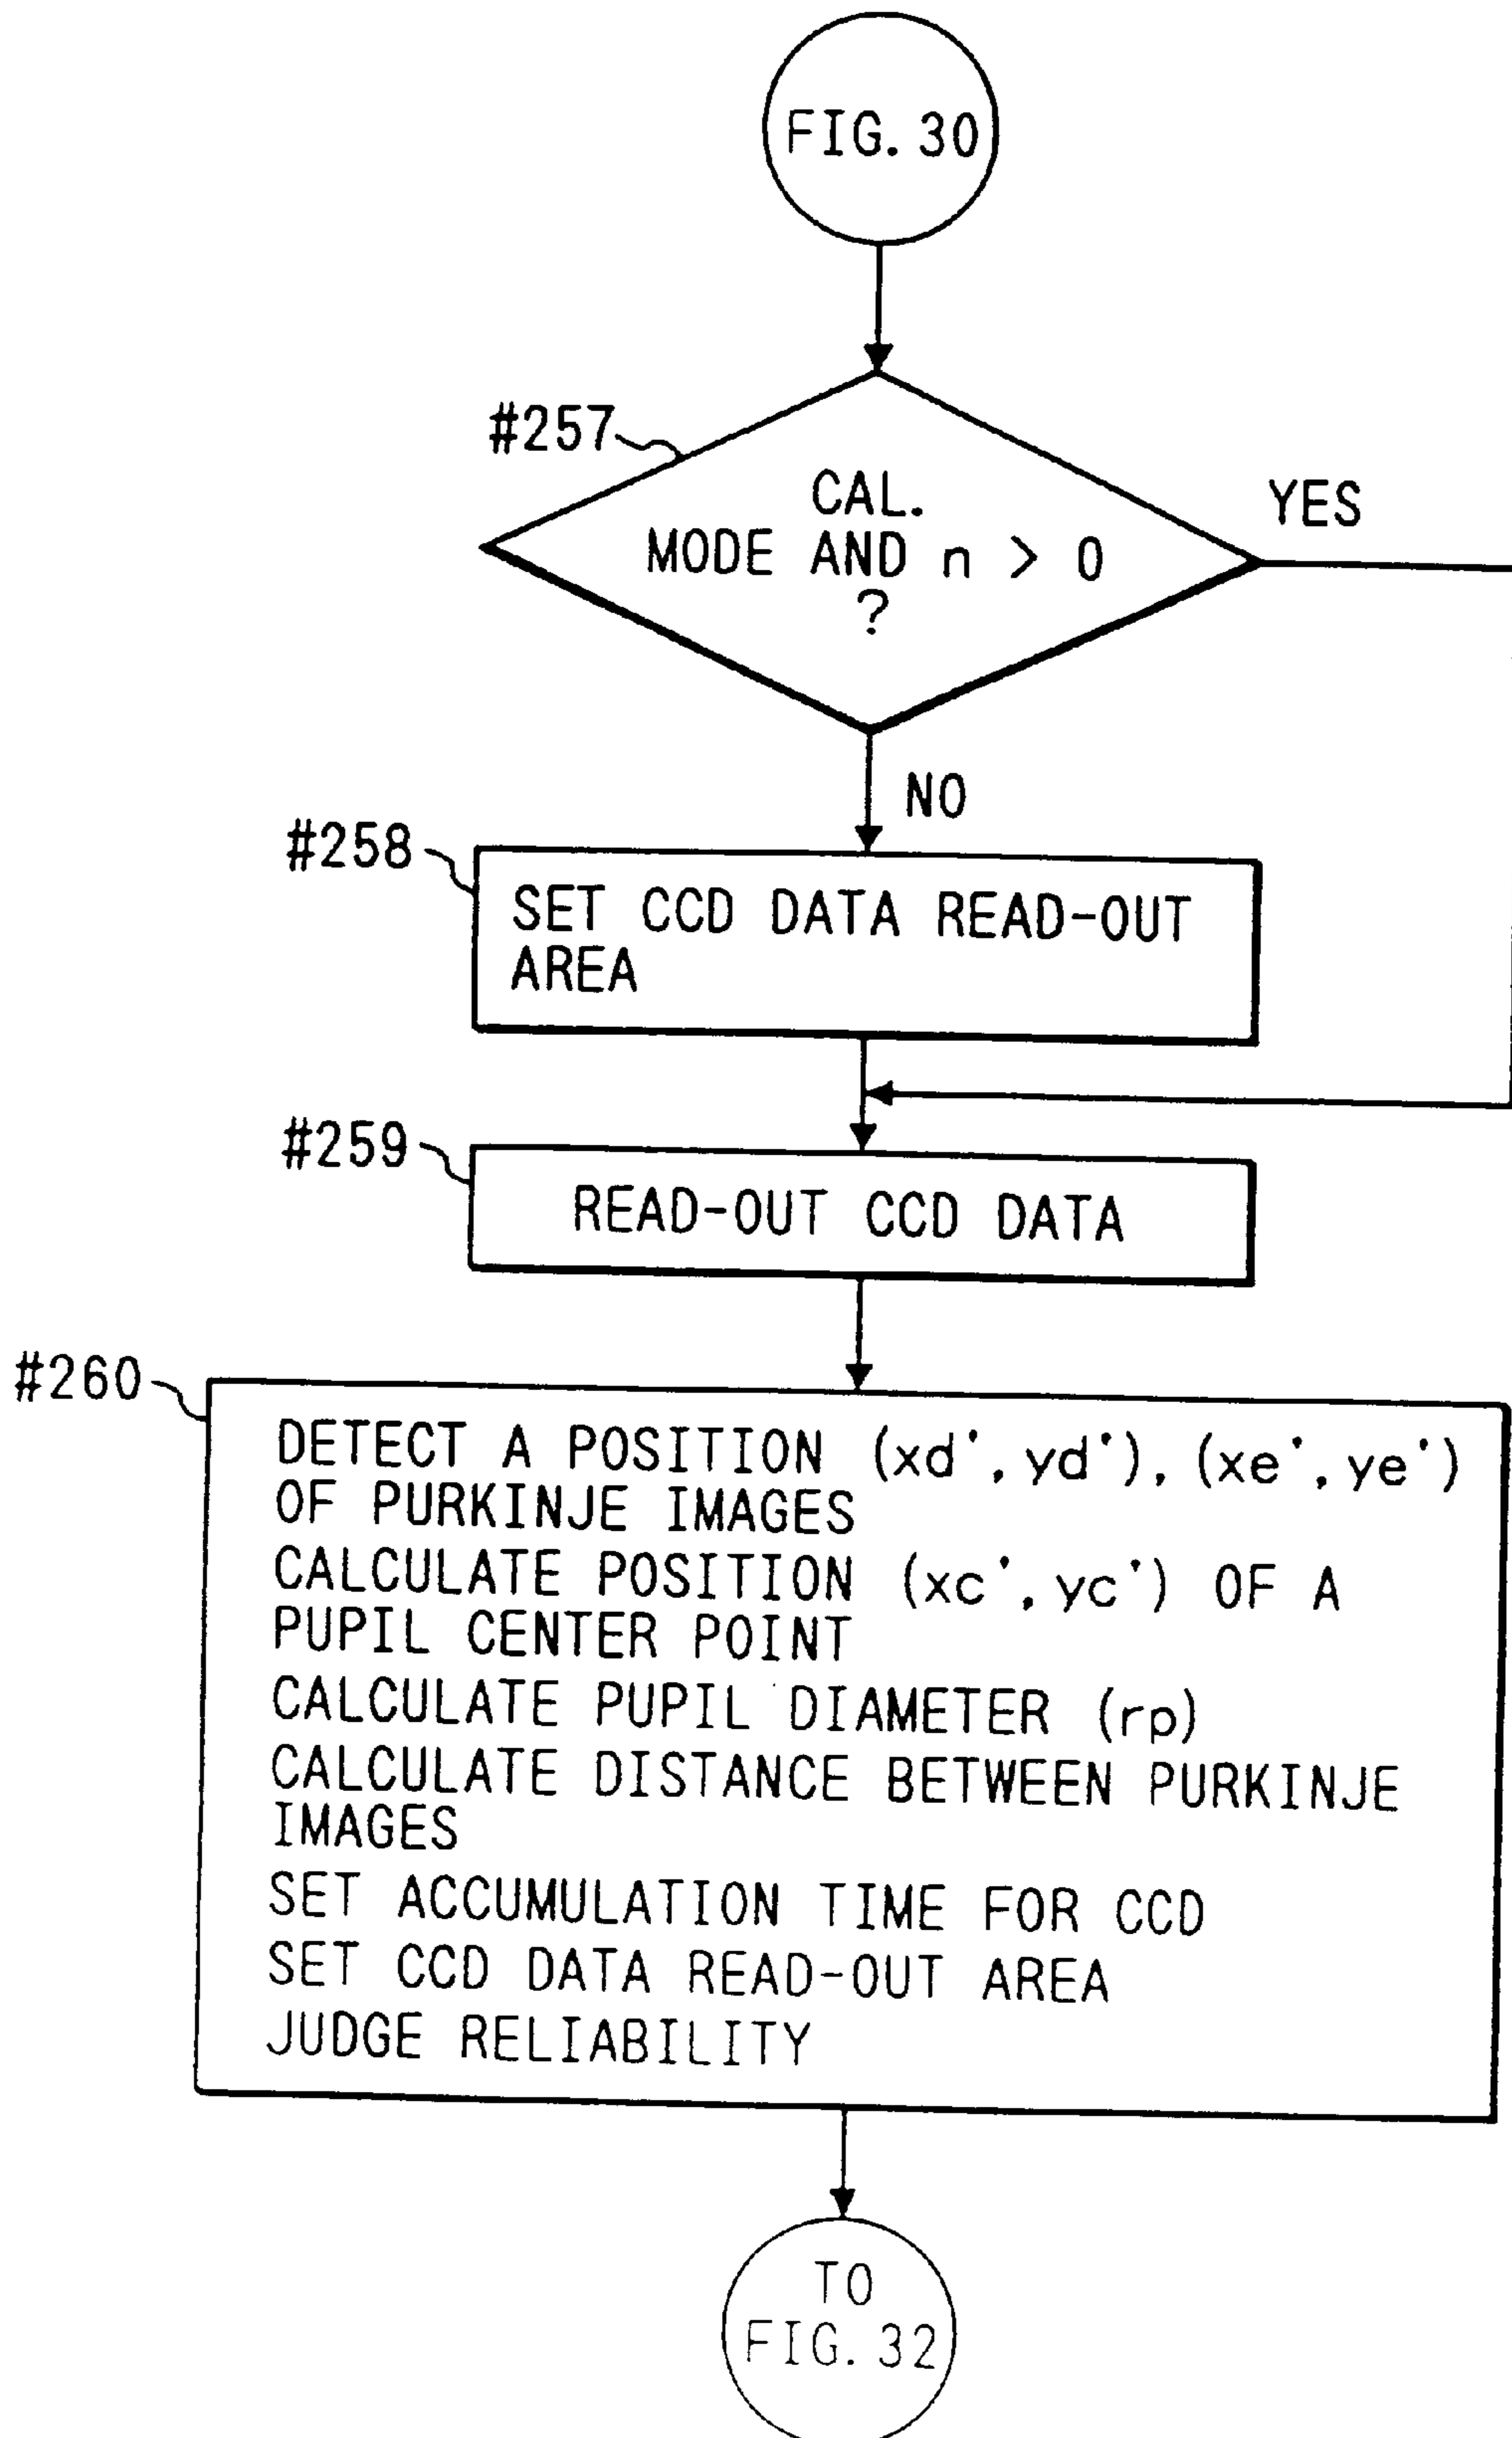 FIG. 30
#257
CAL.
MODE AND n > 0
?
YES
NO
#258
SET CCD DATA READ-OUT
AREA
#259
READ-OUT CCD DATA
#260
DETECT A POSITION (xd', yd'), (xe', ye')
OF PURKINJE IMAGES
CALCULATE POSITION (xc', yc') OF A
PUPIL CENTER POINT
CALCULATE PUPIL DIAMETER (rp)
CALCULATE DISTANCE BETWEEN PURKINJE
IMAGES
SET ACCUMULATION TIME FOR CCD
SET CCD DATA READ-OUT AREA
JUDGE RELIABILITY
TO
FIG. 32